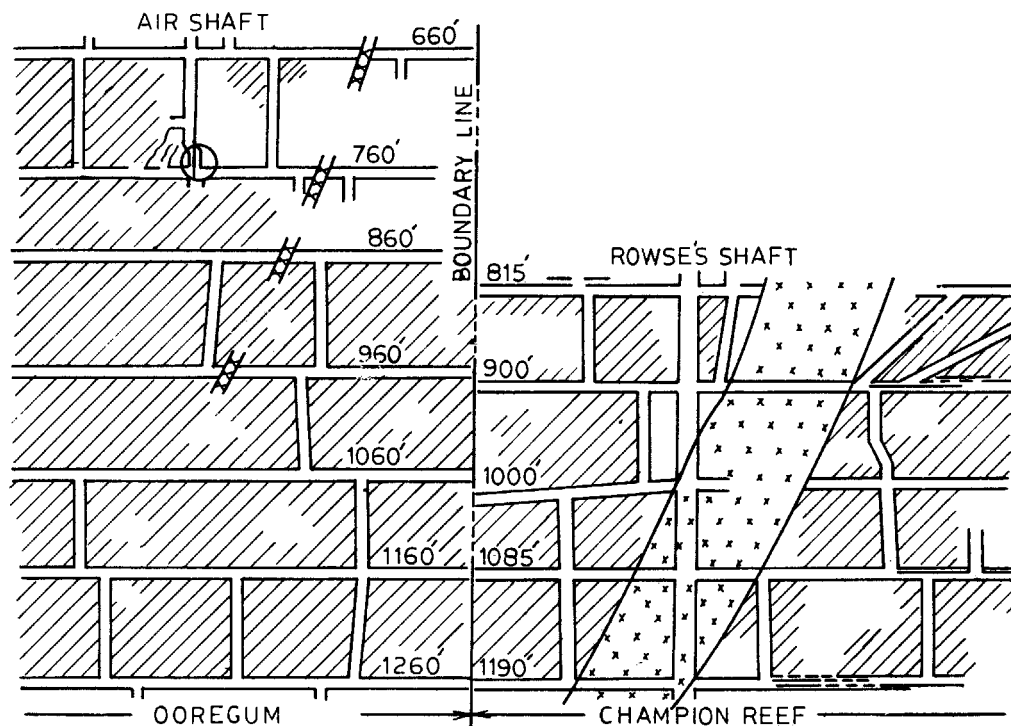 AIR SHAFT
660′
BOUNDARY LINE
760′
860′
ROWSE'S SHAFT
815′
960′
900′
1060′
1000′
1160′
1085′
1260′
1190′
OOREGUM
CHAMPION REEF